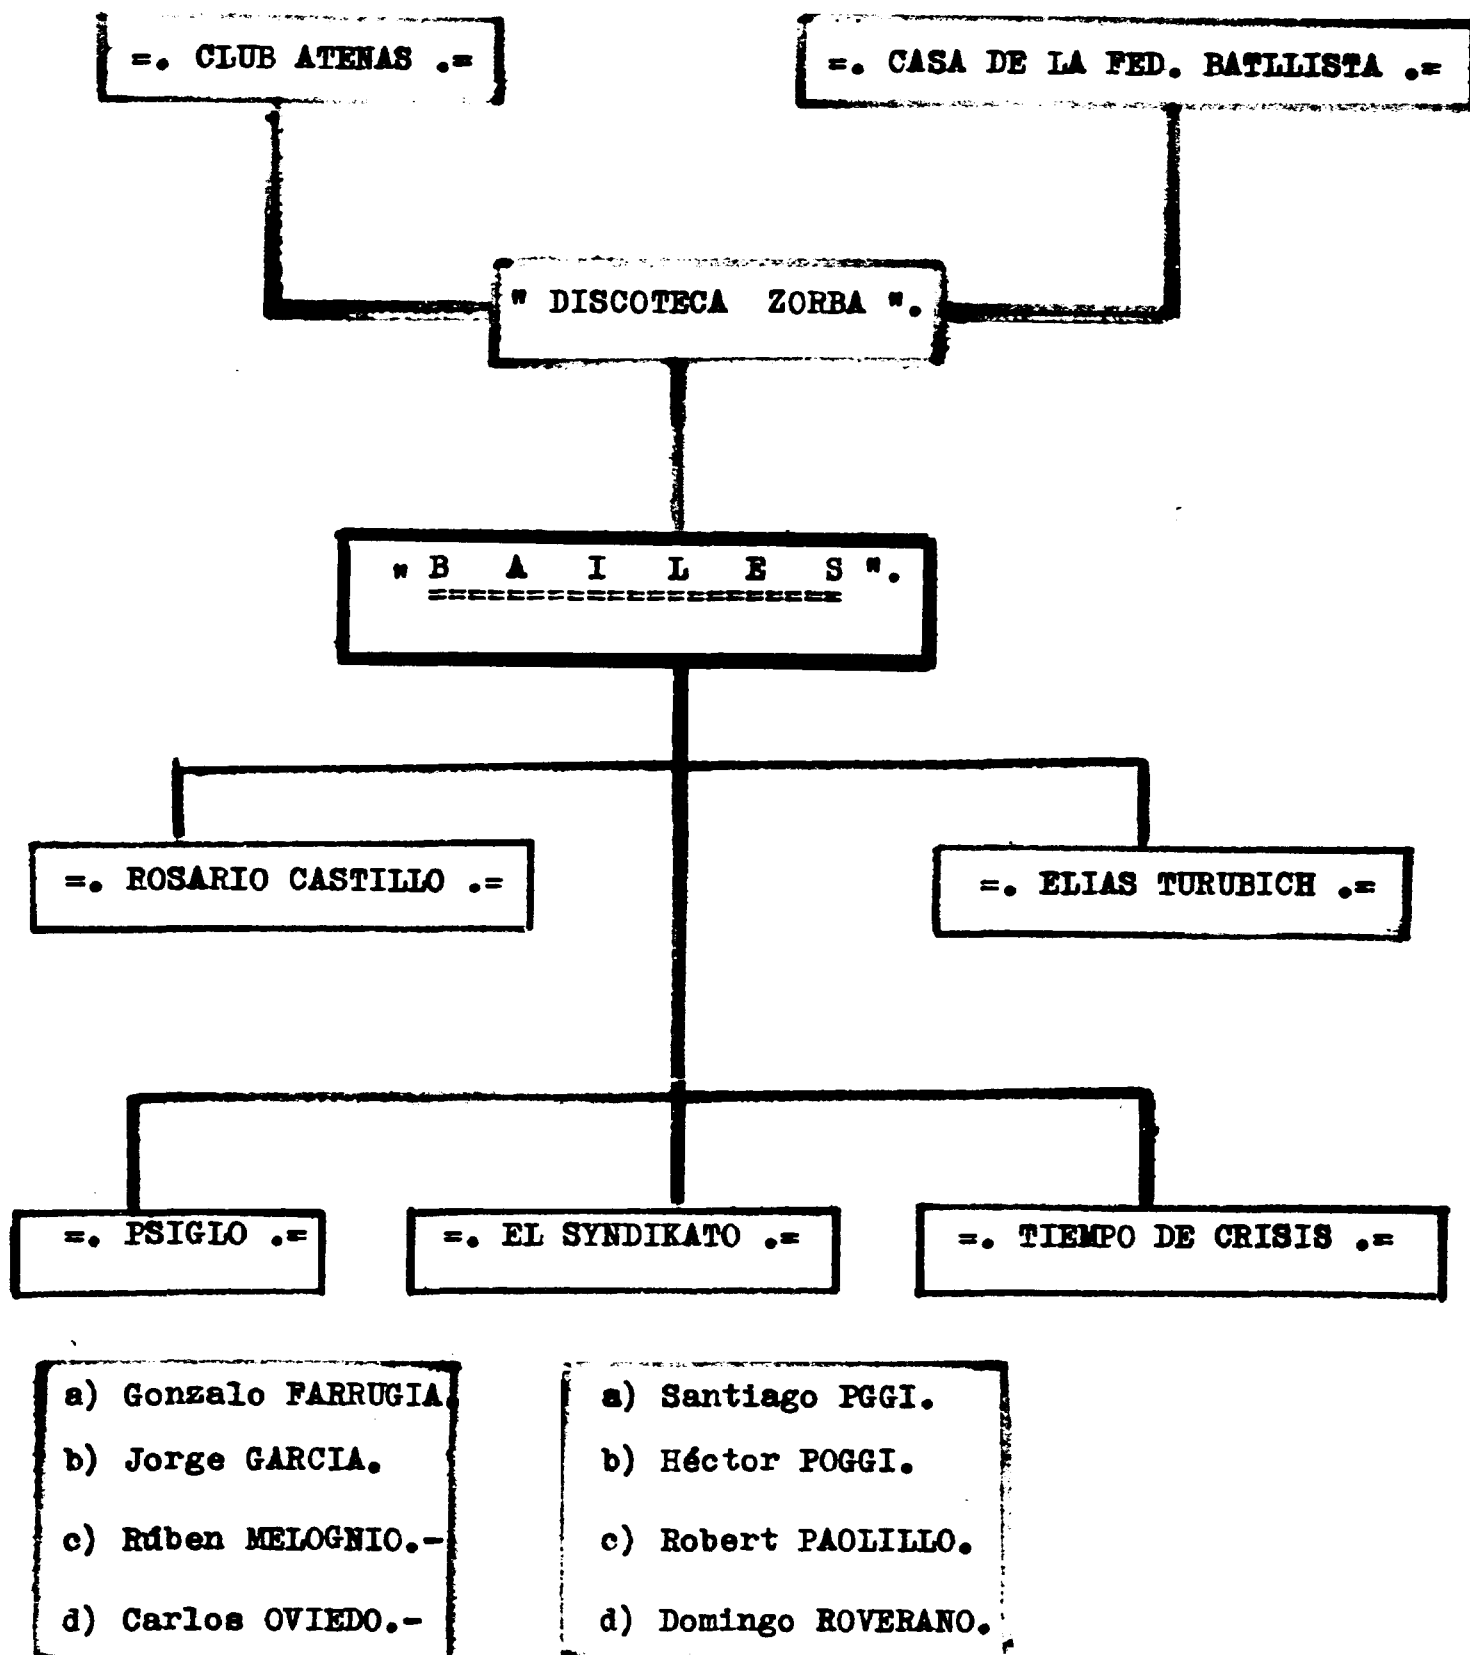 =. CLUB ATENAS .=
=. CASA DE LA FED. BATLLISTA .=
" DISCOTECA ZORBA ".
" B A I L E S ".
=====================
=. ROSARIO CASTILLO .=
=. ELIAS TURUBICH .=
=. PSIGLO .=
=. EL SYNDIKATO .=
=. TIEMPO DE CRISIS .=
a) Gonzalo FARRUGIA.
b) Jorge GARCIA.
c) Rúben MELOGNIO.-
d) Carlos OVIEDO.-
a) Santiago PGGI.
b) Héctor POGGI.
c) Robert PAOLILLO.
d) Domingo ROVERANO.